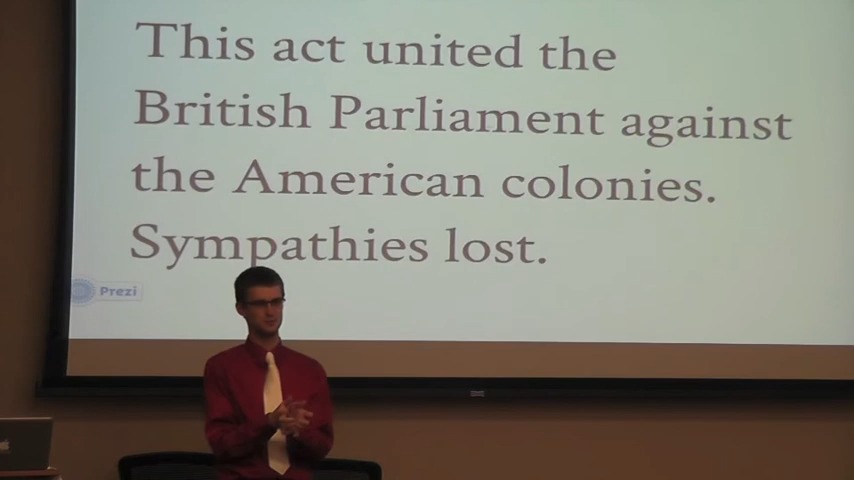 This act united the
British Parliament against
the American colonies.
Sympathies lost.
Prezi